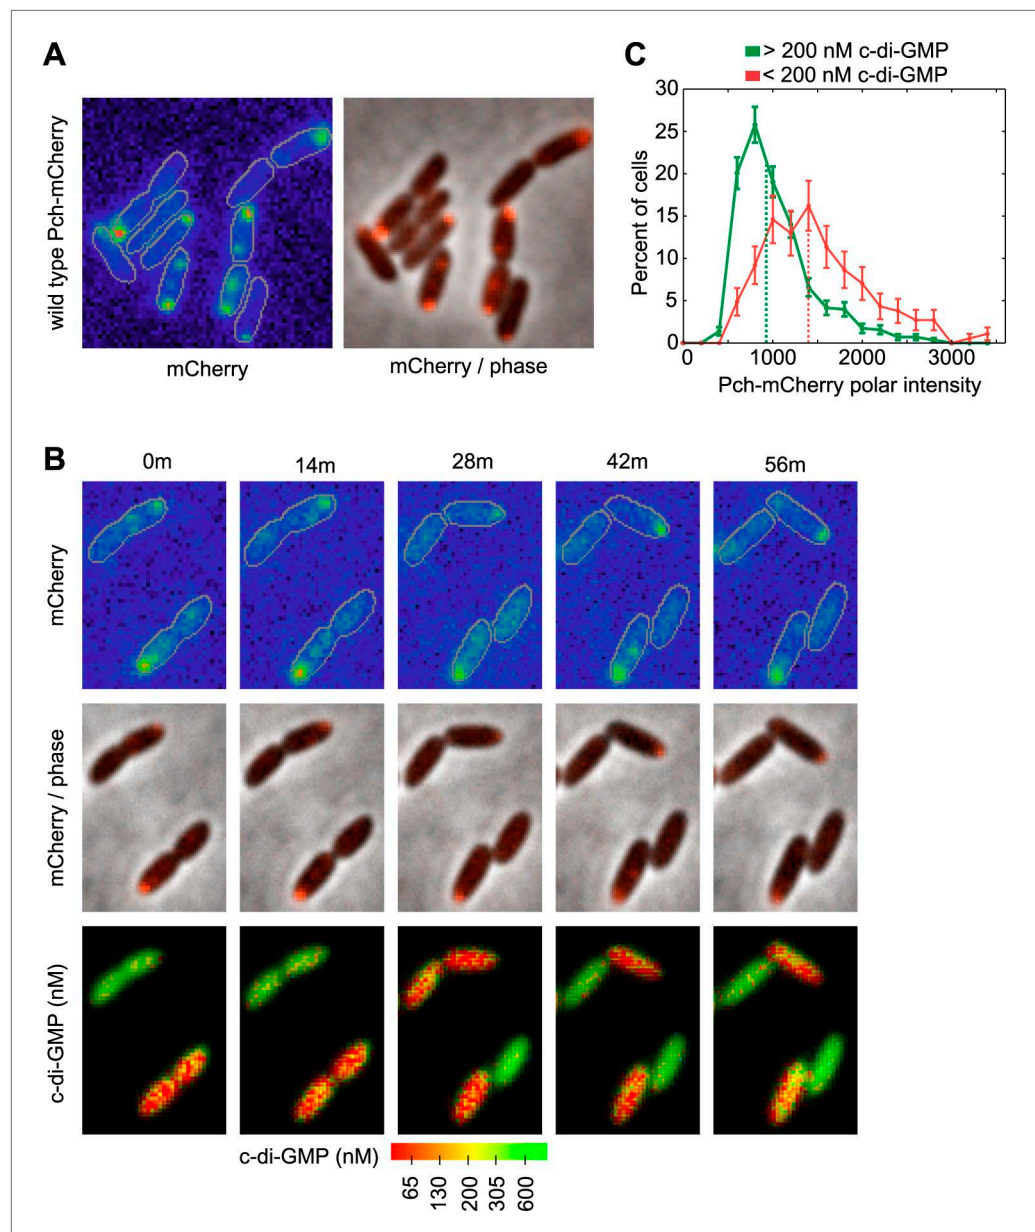 A
wild type Pch-mCherry
mCherry
mCherry / phase
C
> 200 nM c-di-GMP
< 200 nM c-di-GMP
Percent of cells
30
25
20
15
10
5
0
0 1000 2000 3000
Pch-mCherry polar intensity
B
0m 14m 28m 42m 56m
mCherry
mCherry / phase
c-di-GMP (nM)
c-di-GMP (nM)
65 130 200 305 600